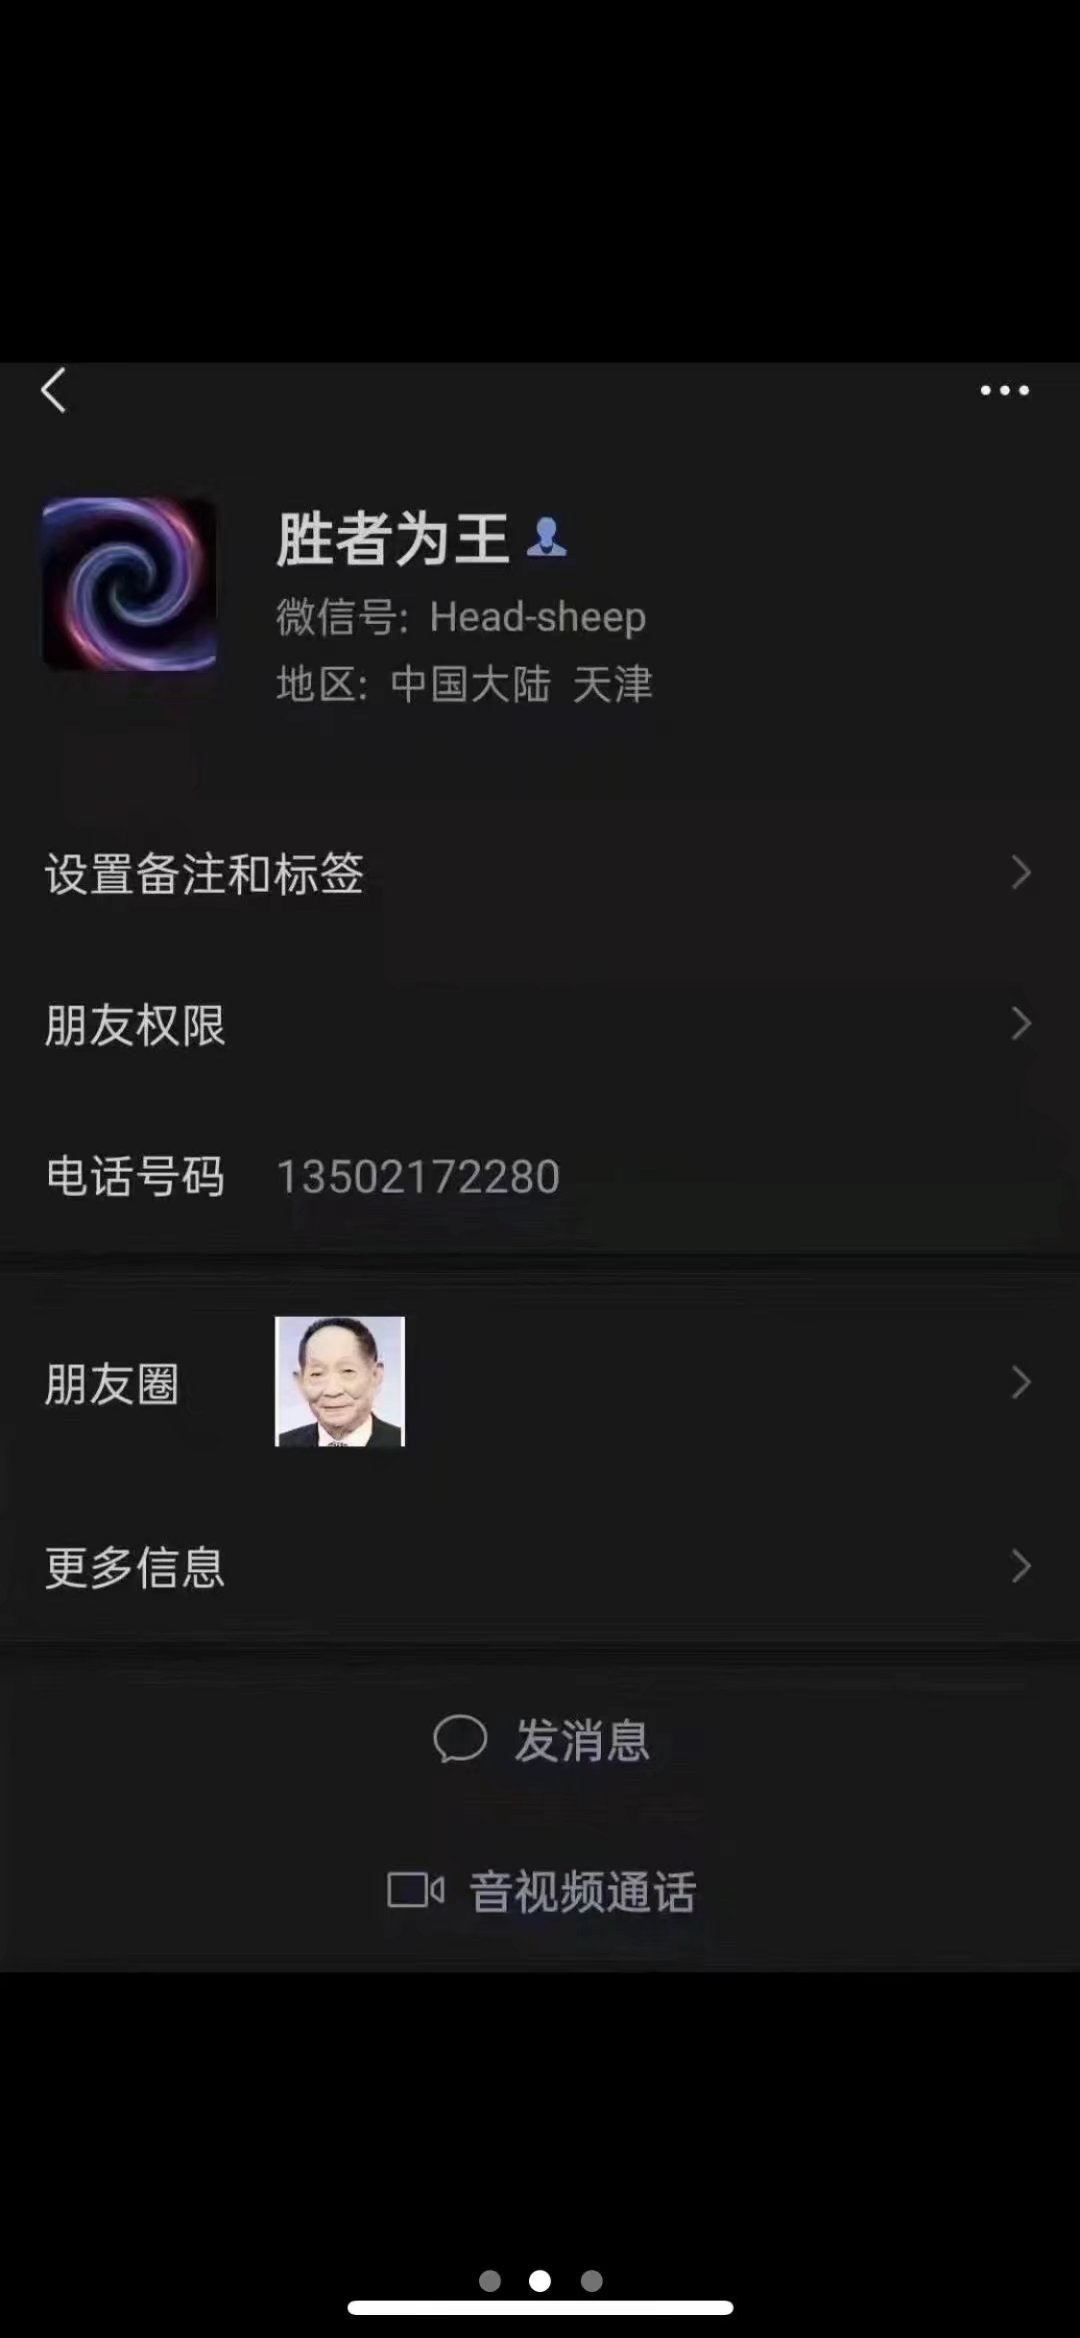 胜者为王
微信号: Head-sheep
地区: 中国大陆 天津
设置备注和标签
朋友权限
电话号码 13502172280
朋友圈
更多信息
发消息
音视频通话